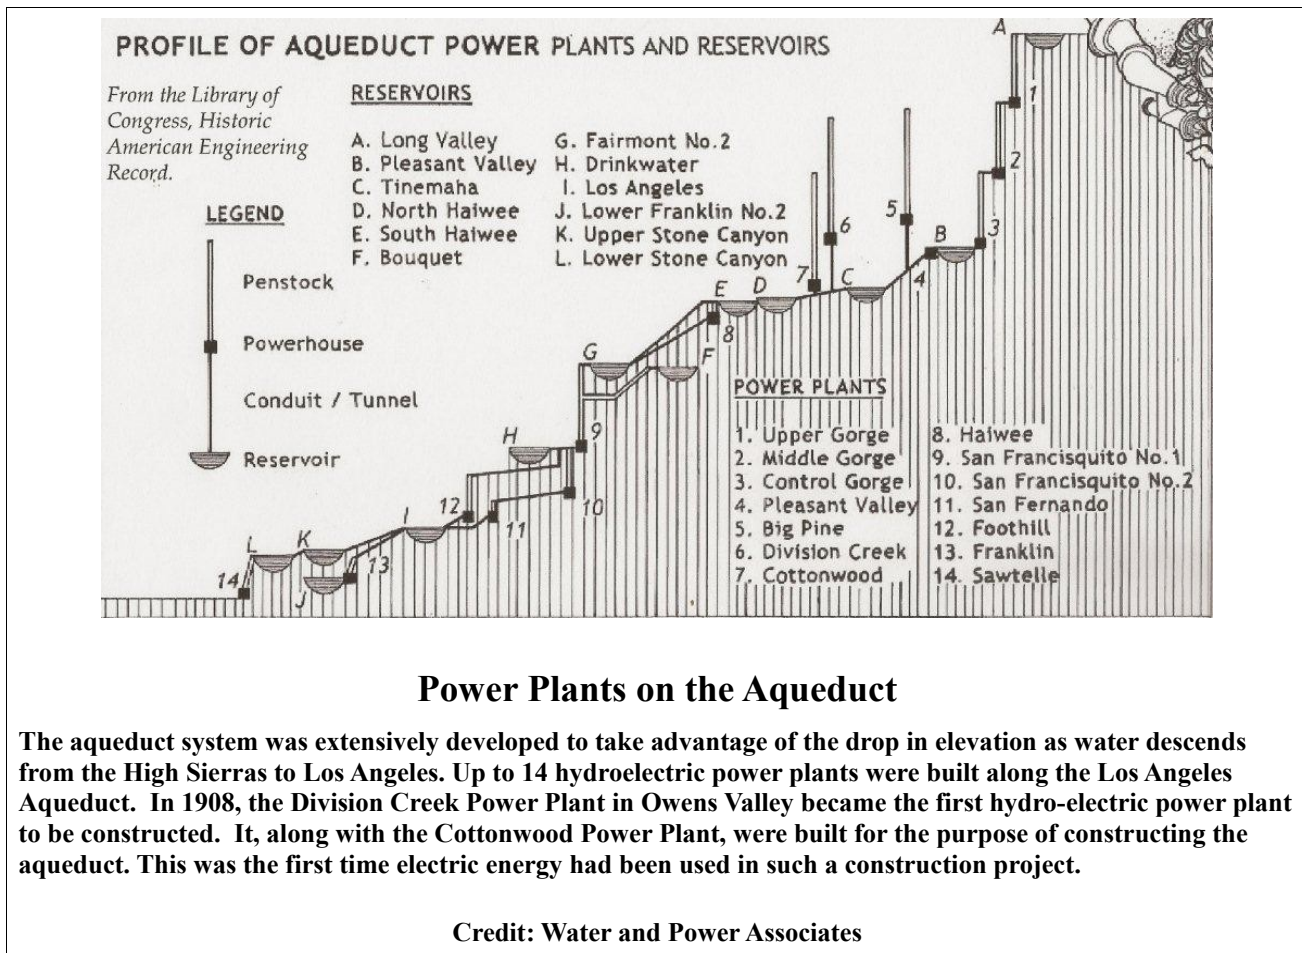 PROFILE OF AQUEDUCT POWER PLANTS AND RESERVOIRS
From the Library of
Congress, Historic
American Engineering
Record.
RESERVOIRS
A. Long Valley
B. Pleasant Valley
C. Tinemaha
D. North Haiwee
E. South Haiwee
F. Bouquet
G. Fairmont No.2
H. Drinkwater
I. Los Angeles
J. Lower Franklin No.2
K. Upper Stone Canyon
L. Lower Stone Canyon
LEGEND
Penstock
Powerhouse
Conduit / Tunnel
Reservoir
A
1
2
3
B
4
5
6
7
C
D
E
8
F
G
9
H
10
11
12
I
13
K
J
L
14
POWER PLANTS
1. Upper Gorge
2. Middle Gorge
3. Control Gorge
4. Pleasant Valley
5. Big Pine
6. Division Creek
7. Cottonwood
8. Haiwee
9. San Francisquito No.1
10. San Francisquito No.2
11. San Fernando
12. Foothill
13. Franklin
14. Sawtelle
Power Plants on the Aqueduct
The aqueduct system was extensively developed to take advantage of the drop in elevation as water descends
from the High Sierras to Los Angeles. Up to 14 hydroelectric power plants were built along the Los Angeles
Aqueduct.  In 1908, the Division Creek Power Plant in Owens Valley became the first hydro-electric power plant
to be constructed.  It, along with the Cottonwood Power Plant, were built for the purpose of constructing the
aqueduct. This was the first time electric energy had been used in such a construction project.
Credit: Water and Power Associates